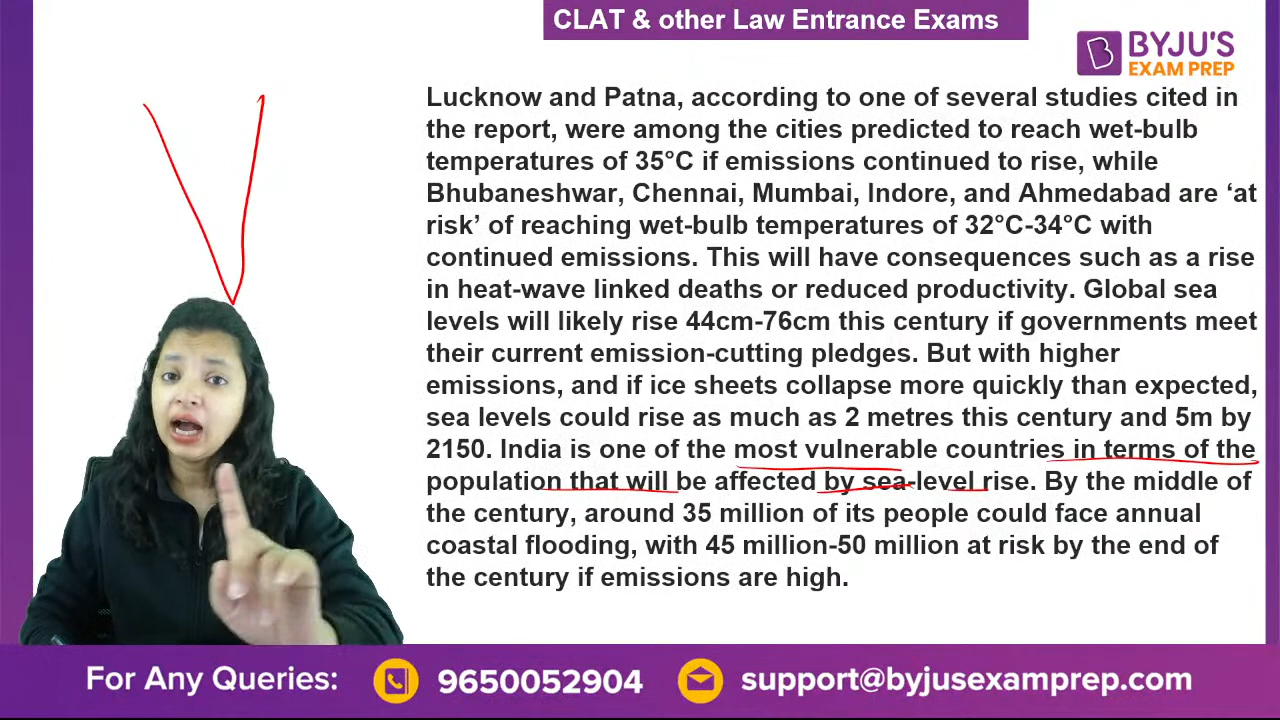 CLAT & other Law Entrance Exams
BYJU'S
EXAM PREP
Lucknow and Patna, according to one of several studies cited in
the report, were among the cities predicted to reach wet-bulb
temperatures of 35°C if emissions continued to rise, while
Bhubaneshwar, Chennai, Mumbai, Indore, and Ahmedabad are ‘at
risk’ of reaching wet-bulb temperatures of 32°C-34°C with
continued emissions. This will have consequences such as a rise
in heat-wave linked deaths or reduced productivity. Global sea
levels will likely rise 44cm-76cm this century if governments meet
their current emission-cutting pledges. But with higher
emissions, and if ice sheets collapse more quickly than expected,
sea levels could rise as much as 2 metres this century and 5m by
2150. India is one of the most vulnerable countries in terms of the
population that will be affected by sea-level rise. By the middle of
the century, around 35 million of its people could face annual
coastal flooding, with 45 million-50 million at risk by the end of
the century if emissions are high.
For Any Queries: 9650052904 support@byjusexamprep.com